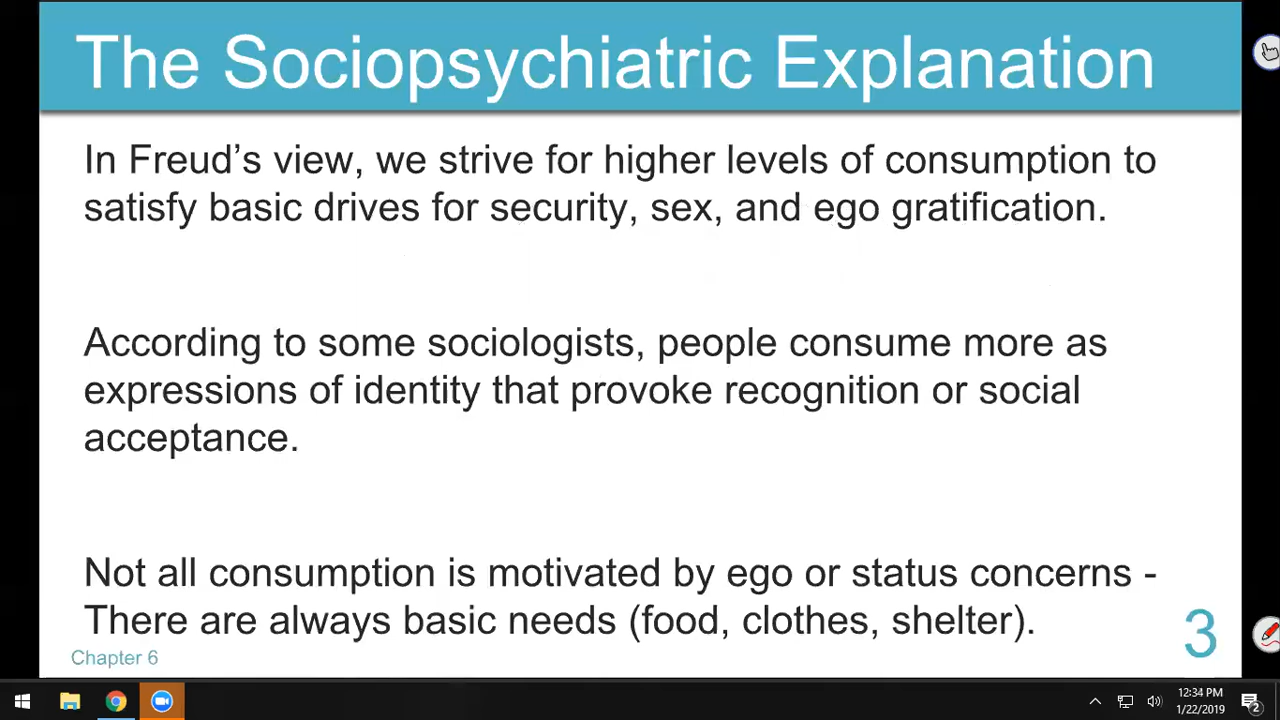 The Sociopsychiatric Explanation
In Freud’s view, we strive for higher levels of consumption to
satisfy basic drives for security, sex, and ego gratification.
According to some sociologists, people consume more as
expressions of identity that provoke recognition or social
acceptance.
Not all consumption is motivated by ego or status concerns -
There are always basic needs (food, clothes, shelter).
Chapter 6
3
12:34 PM
1/22/2019
2